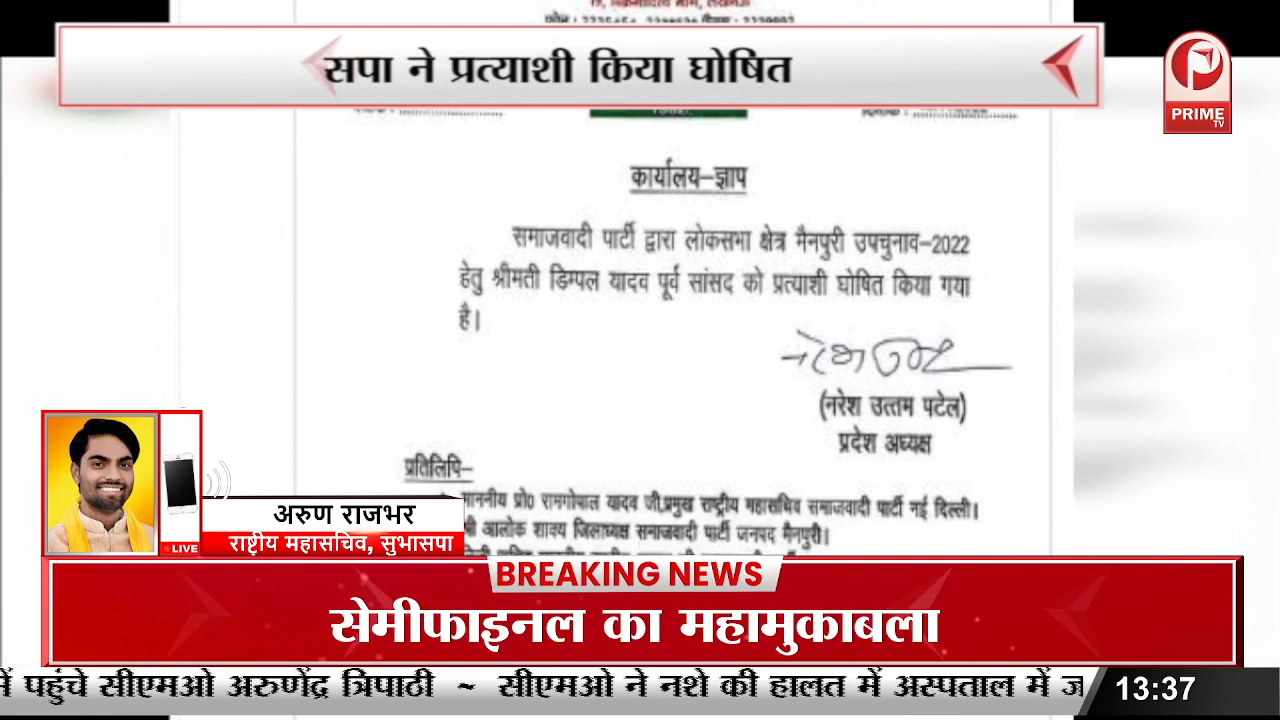 सपा ने प्रत्याशी किया घोषित
PRIME
TV
कार्यालय-ज्ञाप
समाजवादी पार्टी द्वारा लोकसभा क्षेत्र मैनपुरी उपचुनाव-2022
हेतु श्रीमती डिम्पल यादव पूर्व सांसद को प्रत्याशी घोषित किया गया
है।
(नरेश उत्तम पटेल)
प्रदेश अध्यक्ष
प्रतिलिपि-
माननीय प्रो0 रामगोपाल यादव जी,प्रमुख राष्ट्रीय महासचिव समाजवादी पार्टी नई दिल्ली।
श्री आलोक शाक्य जिलाध्यक्ष समाजवादी पार्टी जनपद मैनपुरी।
LIVE
अरुण राजभर
राष्ट्रीय महासचिव, सुभासपा
BREAKING NEWS
सेमीफाइनल का महामुकाबला
में पहुंचे सीएमओ अरुणेंद्र त्रिपाठी ~ सीएमओ ने नशे की हालत में अस्पताल में ज
13:37